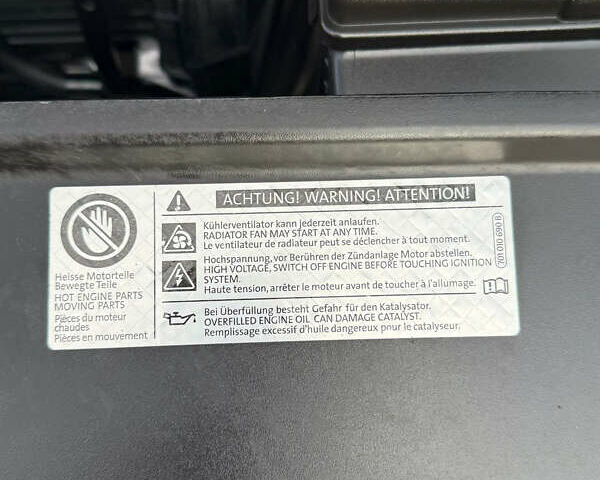 ACHTUNG! WARNING! ATTENTION!
Kühlerventilator kann jederzeit anlaufen.
RADIATOR FAN MAY START AT ANY TIME.
Le ventilateur de radiateur peut se déclencher à tout moment.
Hochspannung, vor Berühren der Zündanlage Motor abstellen.
HIGH VOLTAGE, SWITCH OFF ENGINE BEFORE TOUCHING IGNITION
SYSTEM.
Haute tension, arrêter le moteur avant de toucher à l'allumage.
Bei Überfüllung besteht Gefahr für den Katalysator.
OVERFILLED ENGINE OIL CAN DAMAGE CATALYST.
Remplissage excessif d'huile dangereux pour le catalyseur.
Heisse Motorteile
Bewegte Teile
HOT ENGINE PARTS
MOVING PARTS
Pièces du moteur
chaudes
Pièces en mouvement
7D1 010 690 B